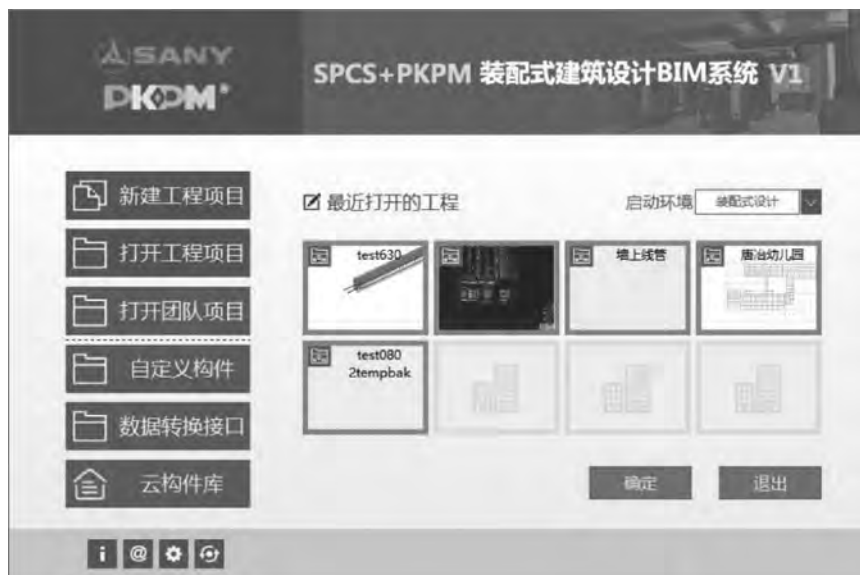 SANY
PKPM
SPCS+PKPM 装配式建筑设计BIM系统 V1
新建工程项目
打开工程项目
打开团队项目
自定义构件
数据转换接口
云构件库
最近打开的工程
启动环境
装配式设计
test630
墙上线管
唐冶幼儿园
test080
2tempbak
确定
退出